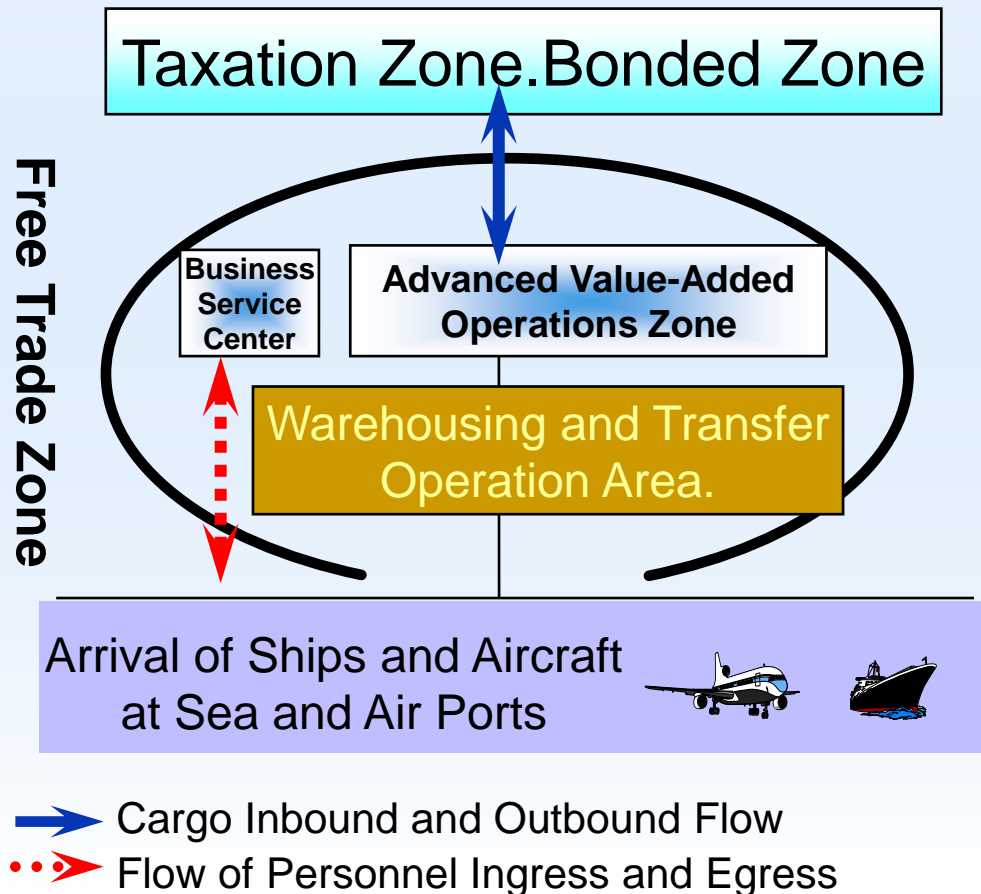 Taxation Zone.Bonded Zone
Free Trade Zone
Business
Service
Center
Advanced Value-Added
Operations Zone
Warehousing and Transfer
Operation Area.
Arrival of Ships and Aircraft
at Sea and Air Ports
Cargo Inbound and Outbound Flow
Flow of Personnel Ingress and Egress